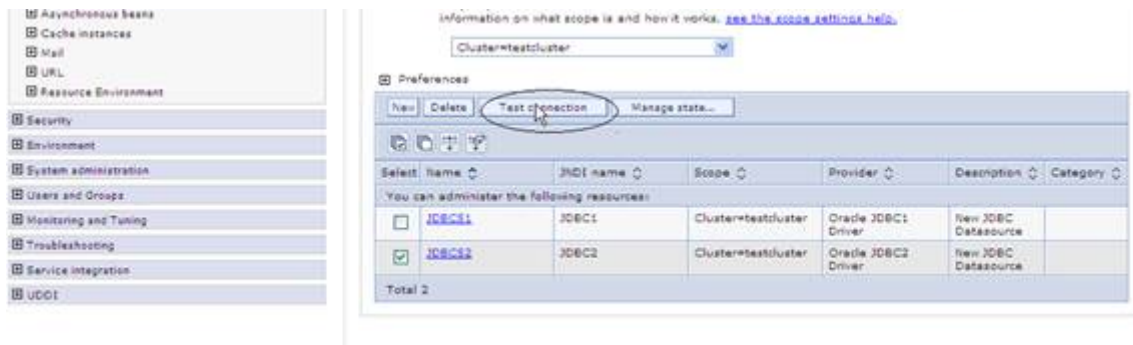 Asynchronous beans
Cache instances
Mail
URL
Resource Environment
Security
Environment
System administration
Users and Groups
Monitoring and Tuning
Troubleshooting
Service integration
UDDI
information on what scope is and how it works, see the scope settings help.
Cluster=testcluster
Preferences
New Delete Test connection Manage state...
Select Name JNDI name Scope Provider Description Category
You can administer the following resources:
JDBCS1 JDBC1 Cluster=testcluster Oracle JDBC1 New JDBC
Driver Datasource
JDBCS2 JDBC2 Cluster=testcluster Oracle JDBC2 New JDBC
Driver Datasource
Total 2